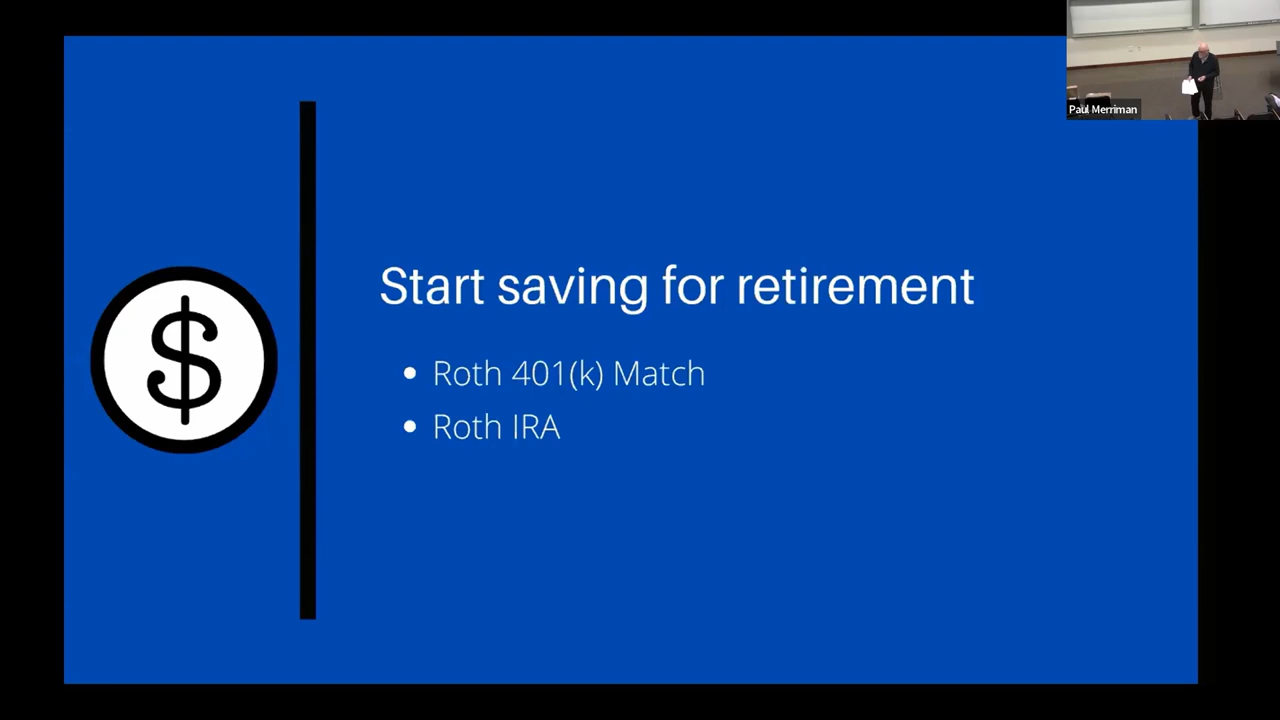 Paul Merriman
Start saving for retirement
Roth 401(k) Match
Roth IRA
$